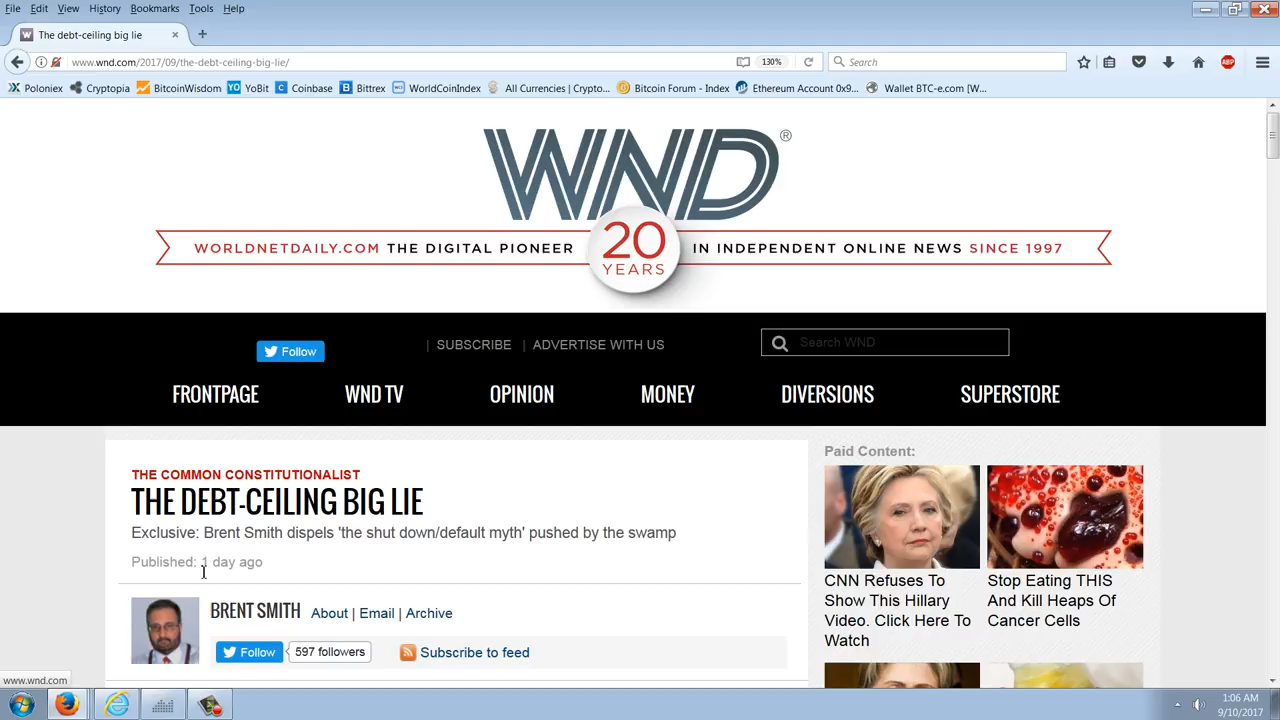 File Edit View History Bookmarks Tools Help
W The debt-ceiling big lie × +
www.wnd.com/2017/09/the-debt-ceiling-big-lie/ 130% Search ABP
Poloniex Cryptopia BitcoinWisdom YO YoBit C Coinbase B Bittrex WorldCoinIndex All Currencies (Crypto... Bitcoin Forum - Index Ethereum Account 0x9... Wallet BTC-e.com [W...
WND®
WORLDNETDAILY.COM THE DIGITAL PIONEER 20 YEARS IN INDEPENDENT ONLINE NEWS SINCE 1997
Follow | SUBSCRIBE | ADVERTISE WITH US Search WND
FRONTPAGE WND TV OPINION MONEY DIVERSIONS SUPERSTORE
THE COMMON CONSTITUTIONALIST
THE DEBT-CEILING BIG LIE
Exclusive: Brent Smith dispels 'the shut down/default myth' pushed by the swamp
Published: 1 day ago
BRENT SMITH About | Email | Archive
Follow 597 followers Subscribe to feed
Paid Content:
CNN Refuses To
Show This Hillary
Video. Click Here To
Watch
Stop Eating THIS
And Kill Heaps Of
Cancer Cells
www.wnd.com
1:06 AM
9/10/2017